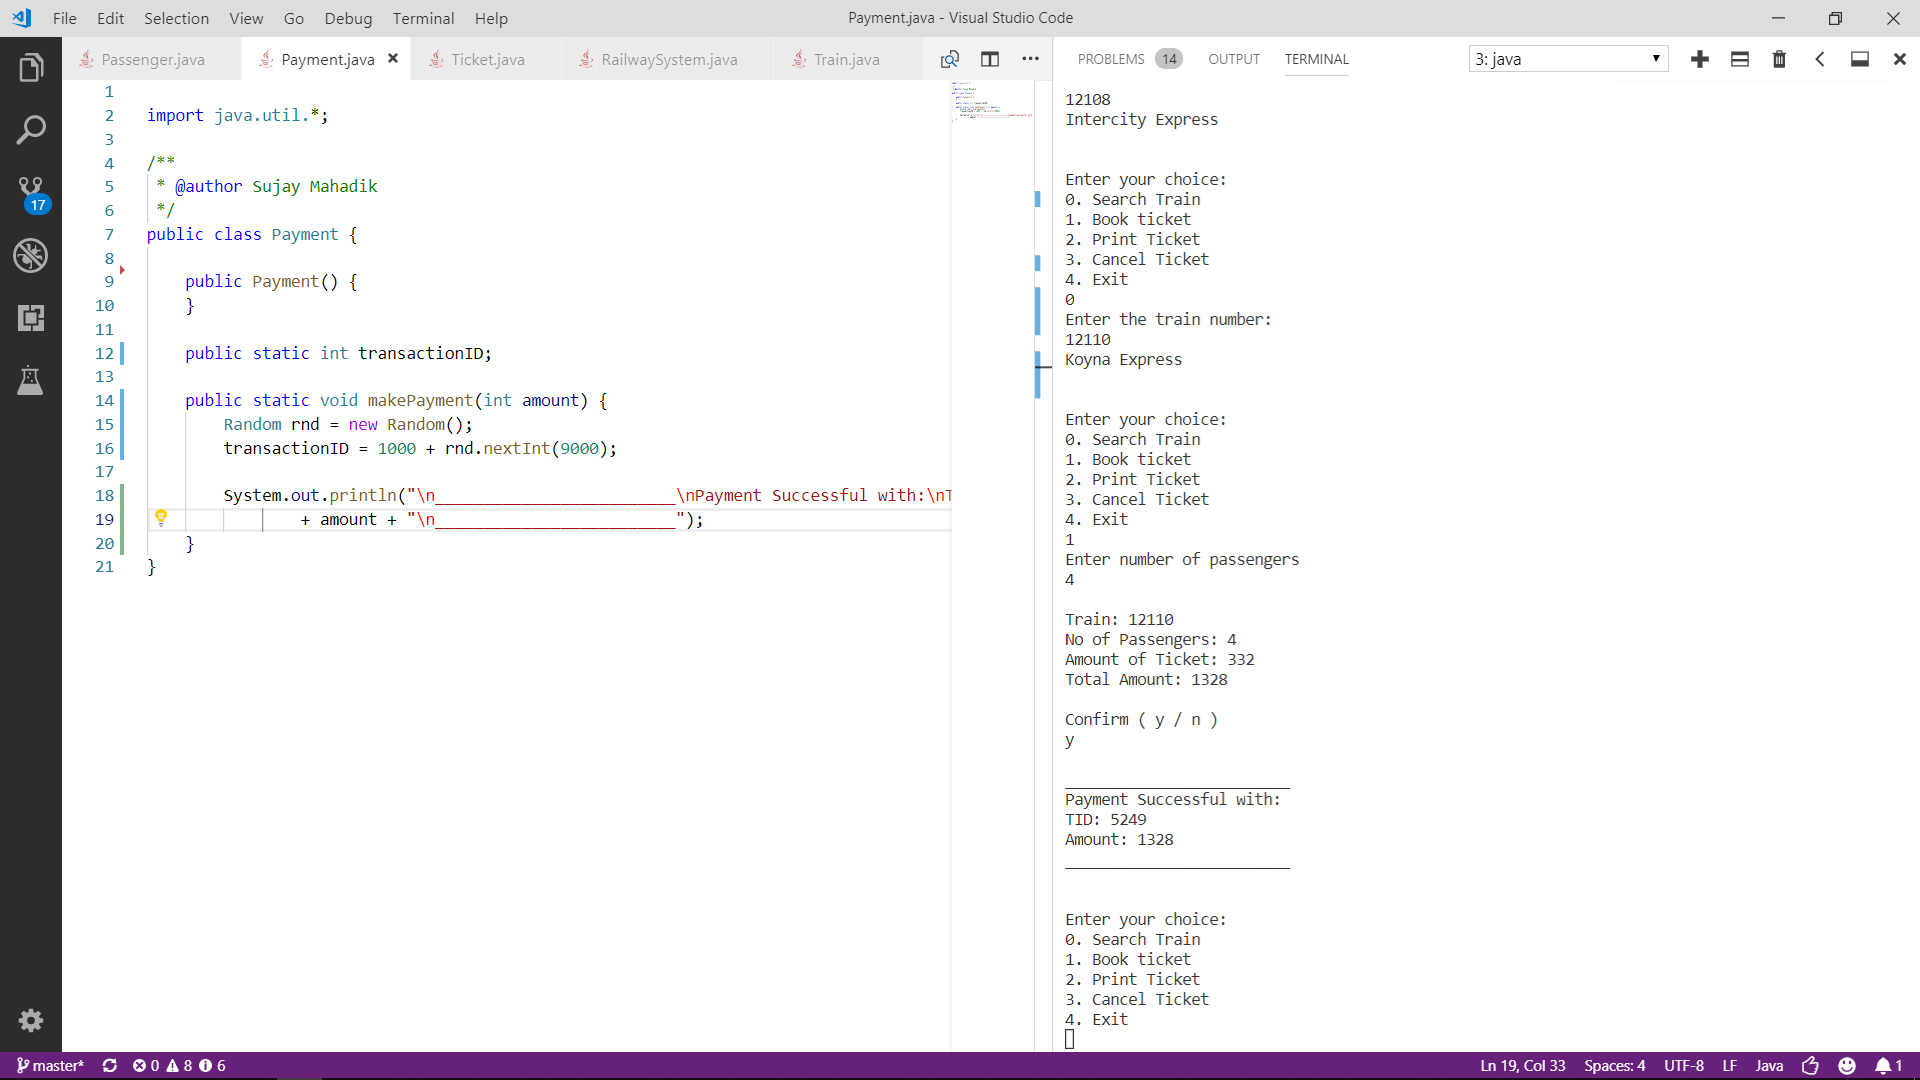 File Edit Selection View Go Debug Terminal Help
Payment.java - Visual Studio Code
Passenger.java Payment.java Ticket.java RailwaySystem.java Train.java
1
2 import java.util.*;
3
4 /**
5 * @author Sujay Mahadik
6 */
7 public class Payment {
8
9 public Payment() {
10 }
11
12 public static int transactionID;
13
14 public static void makePayment(int amount) {
15 Random rnd = new Random();
16 transactionID = 1000 + rnd.nextInt(9000);
17
18 System.out.println("\n_________________________\nPayment Successful with:\nT
19 + amount + "\n_________________________");
20 }
21 }
17
PROBLEMS 14 OUTPUT TERMINAL
3: java
12108
Intercity Express
Enter your choice:
0. Search Train
1. Book ticket
2. Print Ticket
3. Cancel Ticket
4. Exit
0
Enter the train number:
12110
Koyna Express
Enter your choice:
0. Search Train
1. Book ticket
2. Print Ticket
3. Cancel Ticket
4. Exit
1
Enter number of passengers
4
Train: 12110
No of Passengers: 4
Amount of Ticket: 332
Total Amount: 1328
Confirm ( y / n )
y
_________________________
Payment Successful with:
TID: 5249
Amount: 1328
_________________________
Enter your choice:
0. Search Train
1. Book ticket
2. Print Ticket
3. Cancel Ticket
4. Exit
master* 0 8 6
Ln 19, Col 33 Spaces: 4 UTF-8 LF Java 1